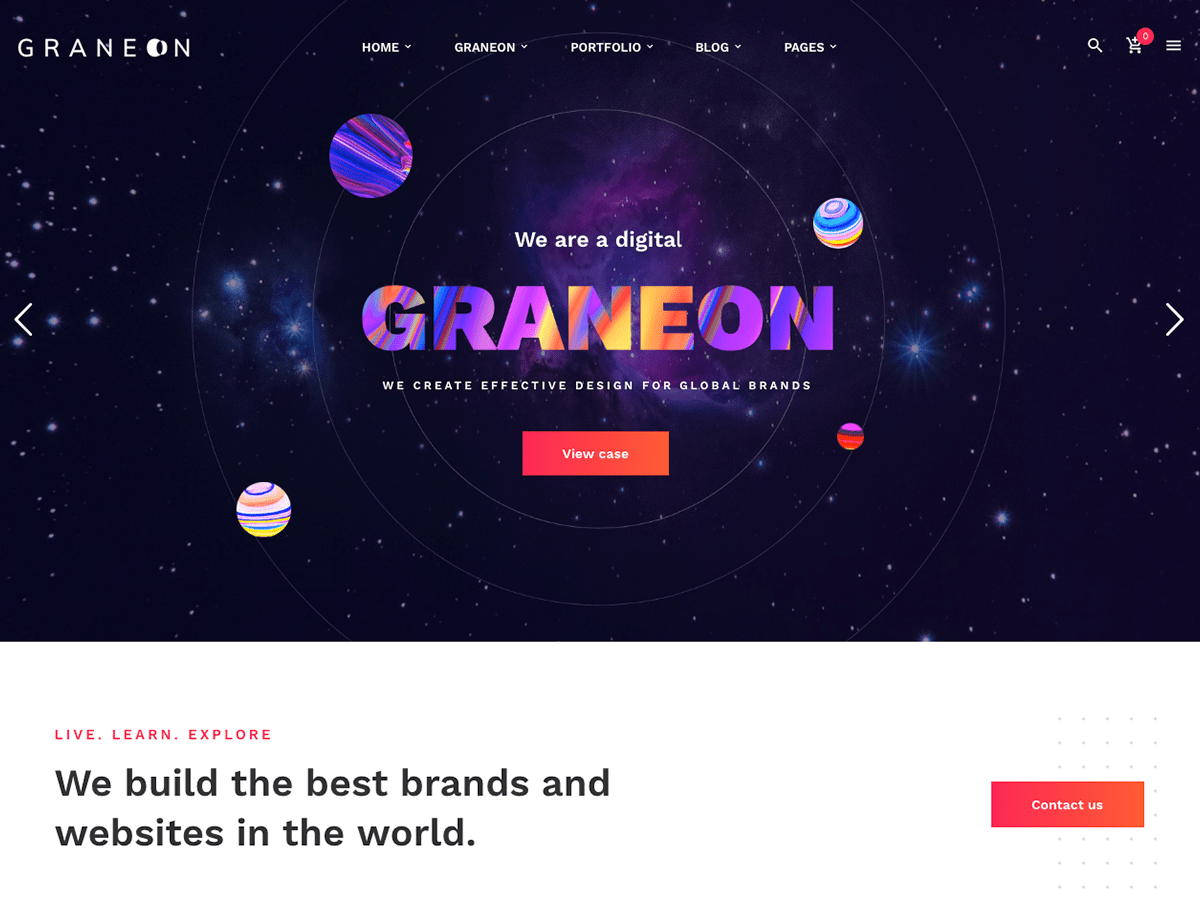 GRANEON
HOME
GRANEON
PORTFOLIO
BLOG
PAGES
0
We are a digital
GRANEON
WE CREATE EFFECTIVE DESIGN FOR GLOBAL BRANDS
View case
LIVE. LEARN. EXPLORE
We build the best brands and
websites in the world.
Contact us